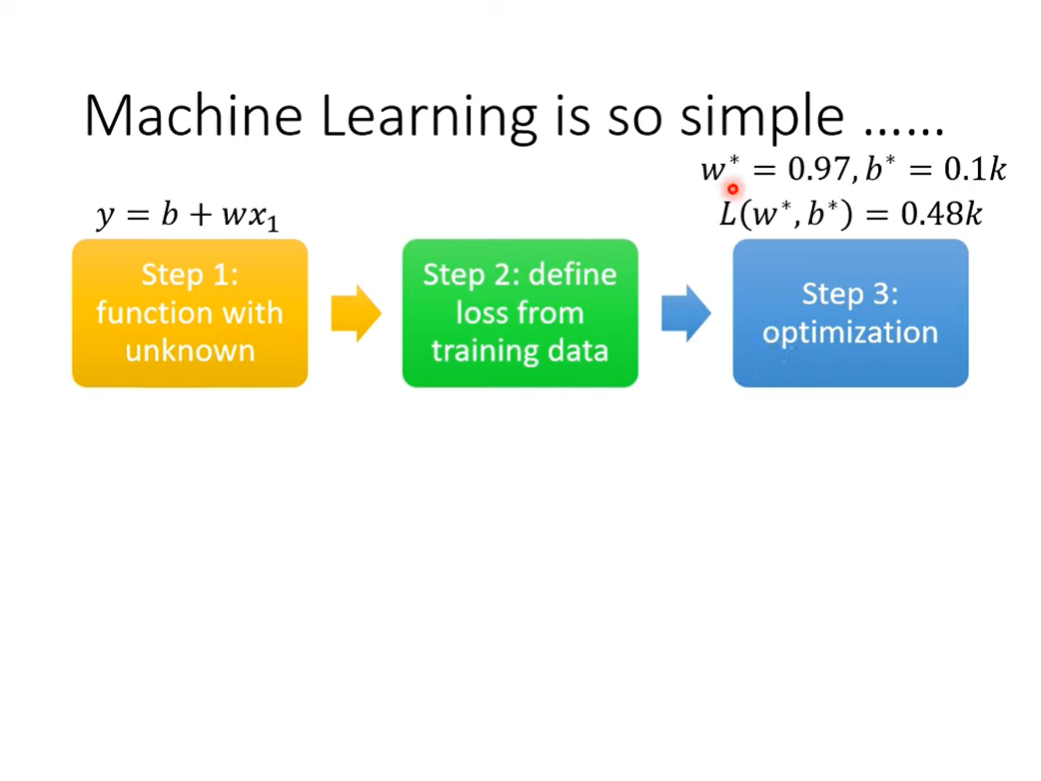 Machine Learning is so simple ……
w* = 0.97, b* = 0.1k
y = b + wx₁
L(w*, b*) = 0.48k
Step 1:
function with
unknown
Step 2: define
loss from
training data
Step 3:
optimization